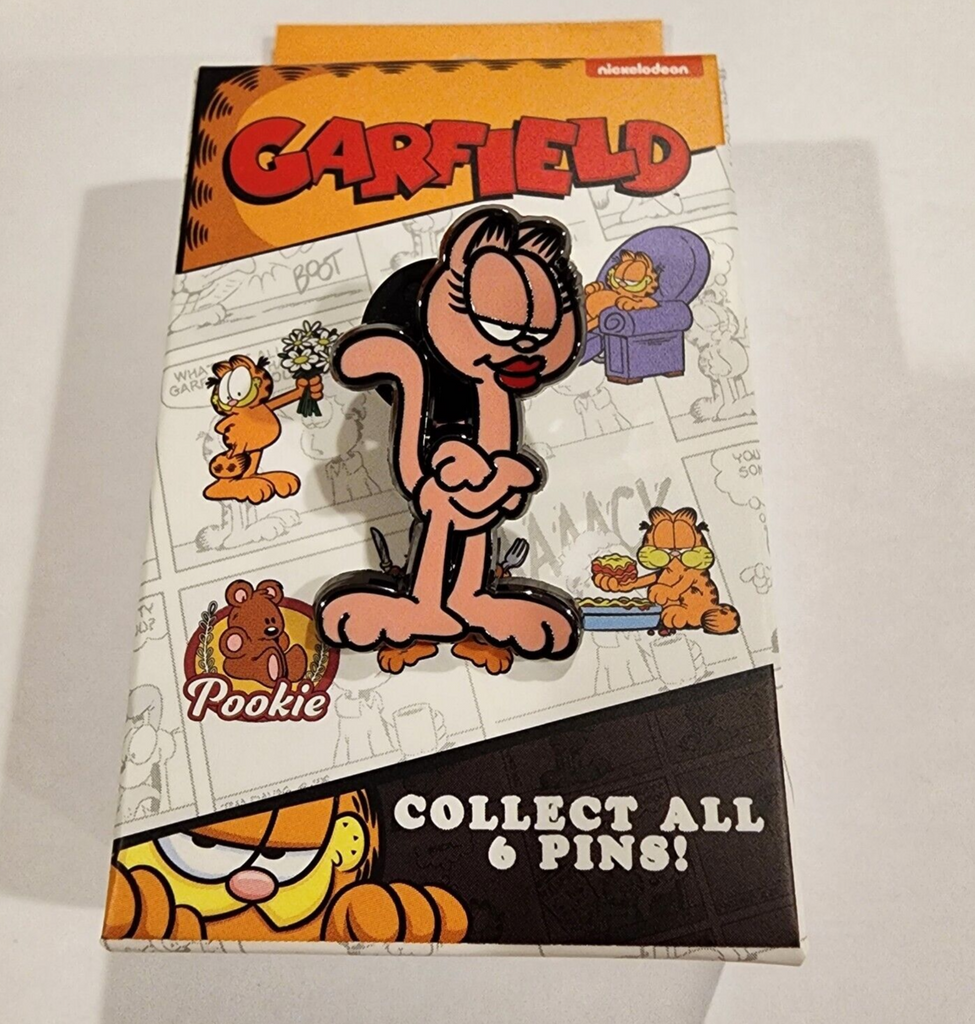 nickelodeon
GARFIELD
BOOT
Pookie
COLLECT ALL
6 PINS!